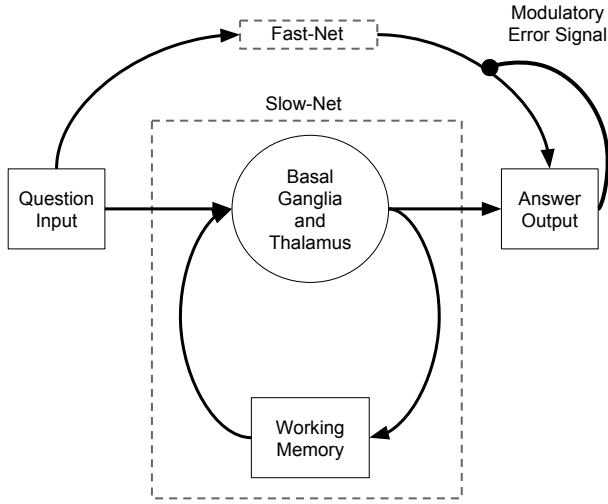 Modulatory
Error Signal
Fast-Net
Slow-Net
Question
Input
Basal
Ganglia
and
Thalamus
Answer
Output
Working
Memory